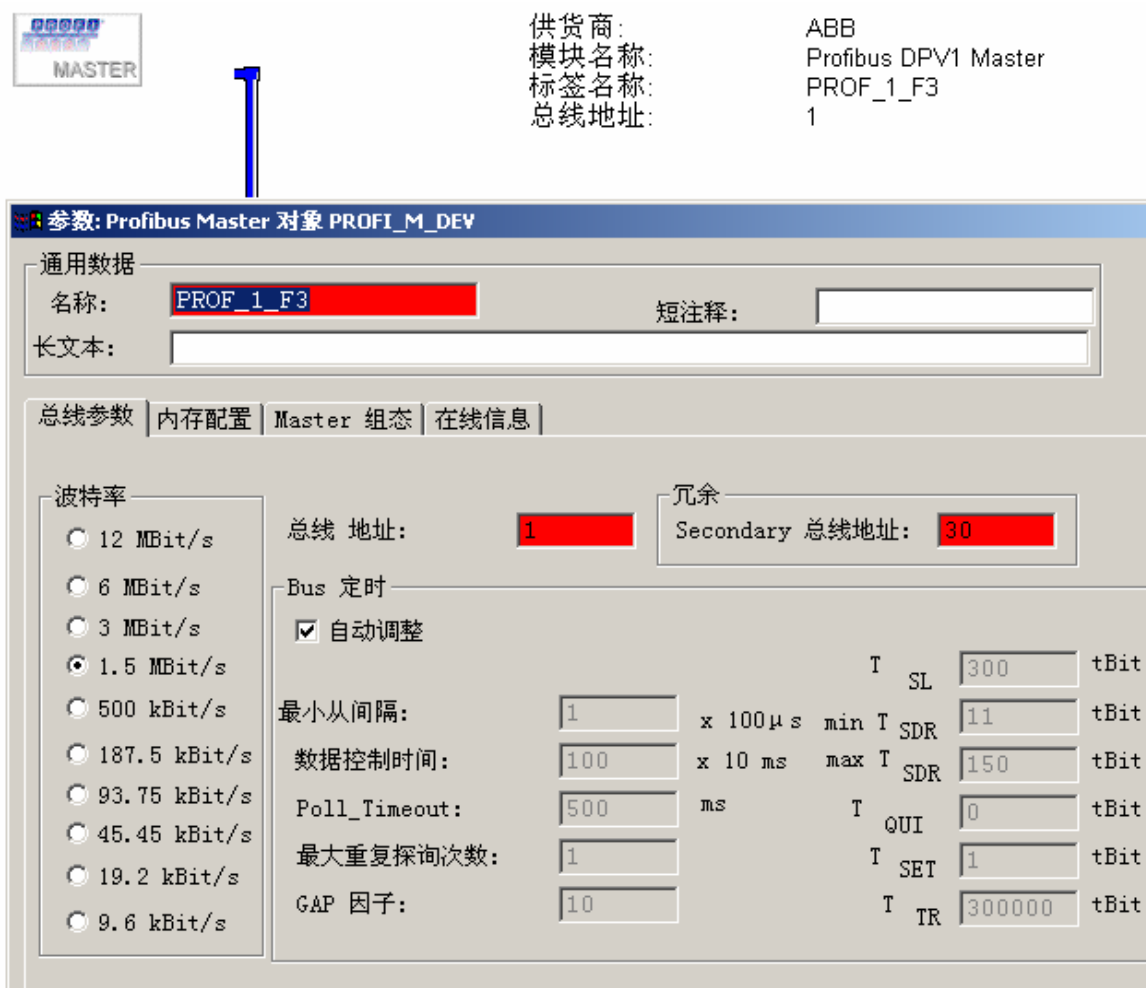 PROFI
MASTER
供货商: ABB
模块名称: Profibus DPV1 Master
标签名称: PROF_1_F3
总线地址: 1
参数: Profibus Master 对象 PROFI_M_DEV
通用数据
名称: PROF_1_F3 短注释:
长文本:
总线参数 内存配置 Master 组态 在线信息
波特率
12 MBit/s
6 MBit/s
3 MBit/s
1.5 MBit/s
500 kBit/s
187.5 kBit/s
93.75 kBit/s
45.45 kBit/s
19.2 kBit/s
9.6 kBit/s
总线 地址: 1
冗余
Secondary 总线地址: 30
Bus 定时
自动调整
T SL 300 tBit
最小从间隔: 1 x 100μs min T SDR 11 tBit
数据控制时间: 100 x 10 ms max T SDR 150 tBit
Poll_Timeout: 500 ms T QUI 0 tBit
最大重复探询次数: 1 T SET 1 tBit
GAP 因子: 10 T TR 300000 tBit